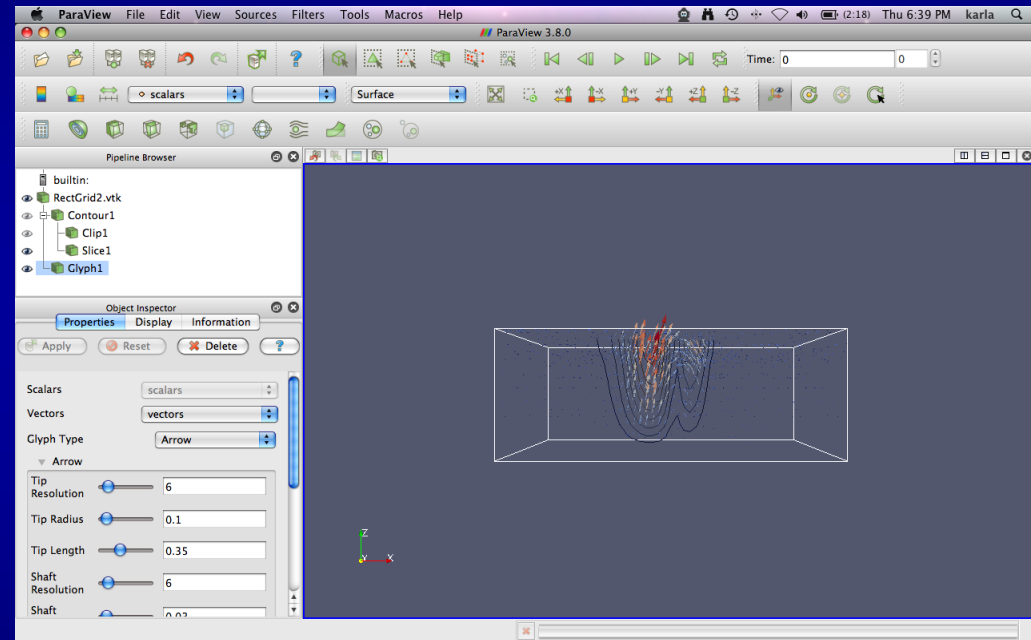 ParaView File Edit View Sources Filters Tools Macros Help (2:18) Thu 6:39 PM karla
ParaView 3.8.0
Time: 0 0
scalars Surface +X -X +Y -Y +Z -Z
Pipeline Browser
builtin:
RectGrid2.vtk
Contour1
Clip1
Slice1
Glyph1
Object Inspector
Properties Display Information
Apply Reset Delete ?
Scalars scalars
Vectors vectors
Glyph Type Arrow
Arrow
Tip Resolution 6
Tip Radius 0.1
Tip Length 0.35
Shaft Resolution 6
Shaft 0.03
Z
Y X